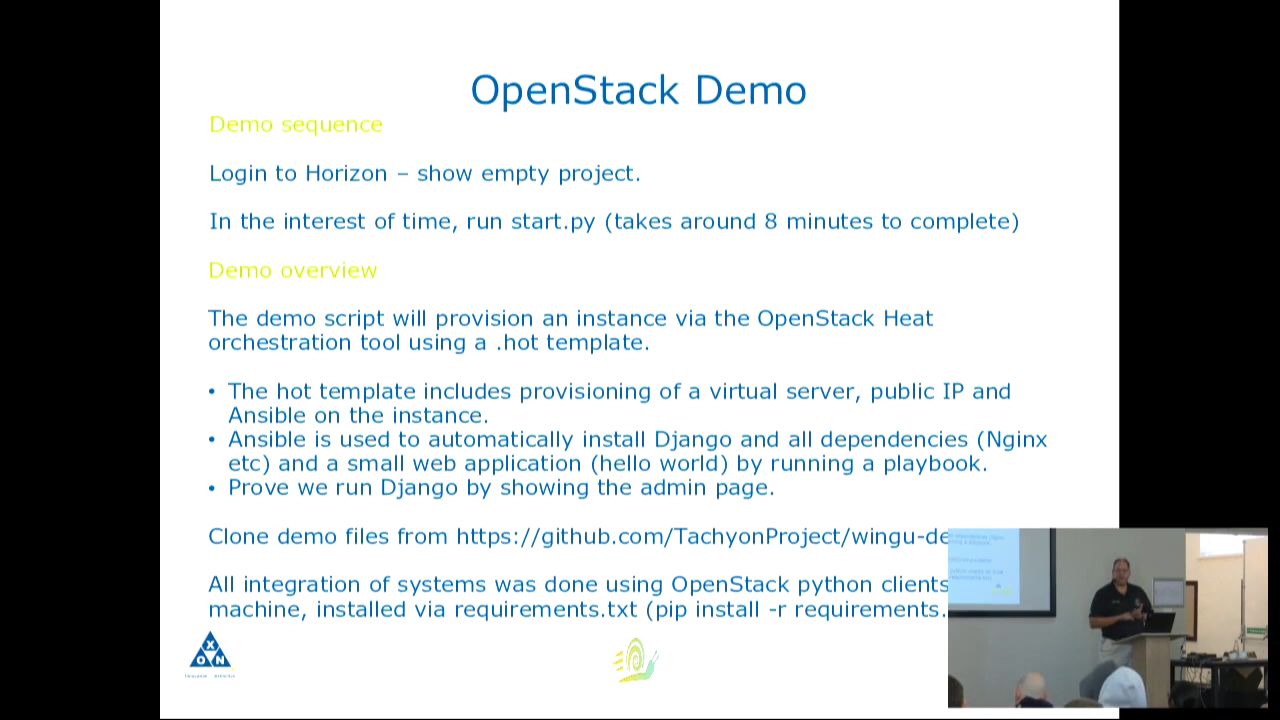 OpenStack Demo
Demo sequence
Login to Horizon – show empty project.
In the interest of time, run start.py (takes around 8 minutes to complete)
Demo overview
The demo script will provision an instance via the OpenStack Heat
orchestration tool using a .hot template.
• The hot template includes provisioning of a virtual server, public IP and
Ansible on the instance.
• Ansible is used to automatically install Django and all dependencies (Nginx
etc) and a small web application (hello world) by running a playbook.
• Prove we run Django by showing the admin page.
Clone demo files from https://github.com/TachyonProject/wingu-de
All integration of systems was done using OpenStack python clients
machine, installed via requirements.txt (pip install -r requirements.
X
O N